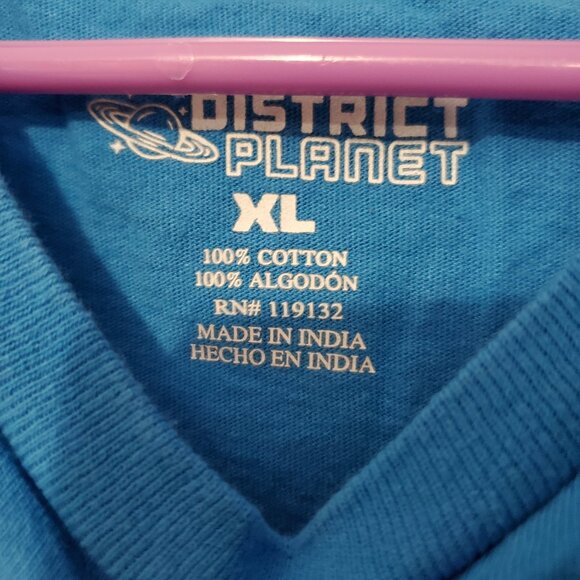 DISTRICT
PLANET
XL
100% COTTON
100% ALGODÓN
RN# 119132
MADE IN INDIA
HECHO EN INDIA